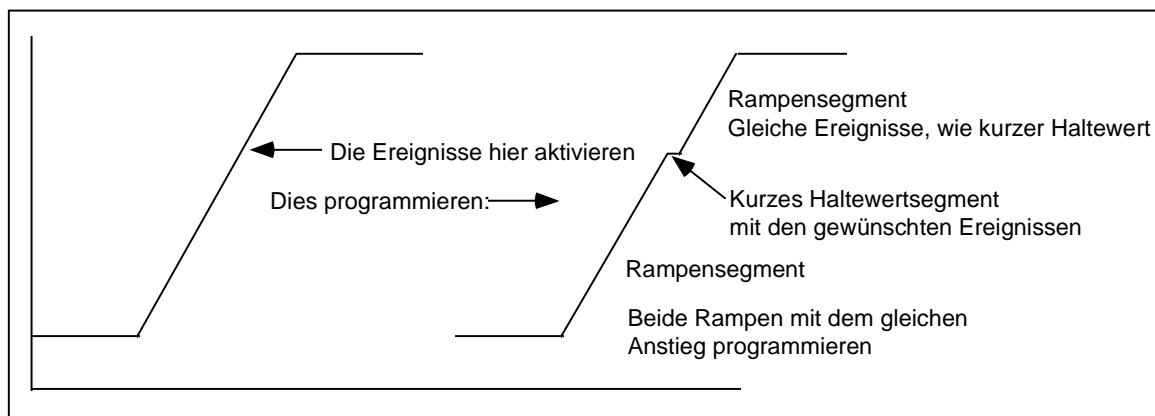 Rampensegment
Gleiche Ereignisse, wie kurzer Haltewert
Die Ereignisse hier aktivieren
Dies programmieren:
Kurzes Haltewertsegment
mit den gewünschten Ereignissen
Rampensegment
Beide Rampen mit dem gleichen
Anstieg programmieren